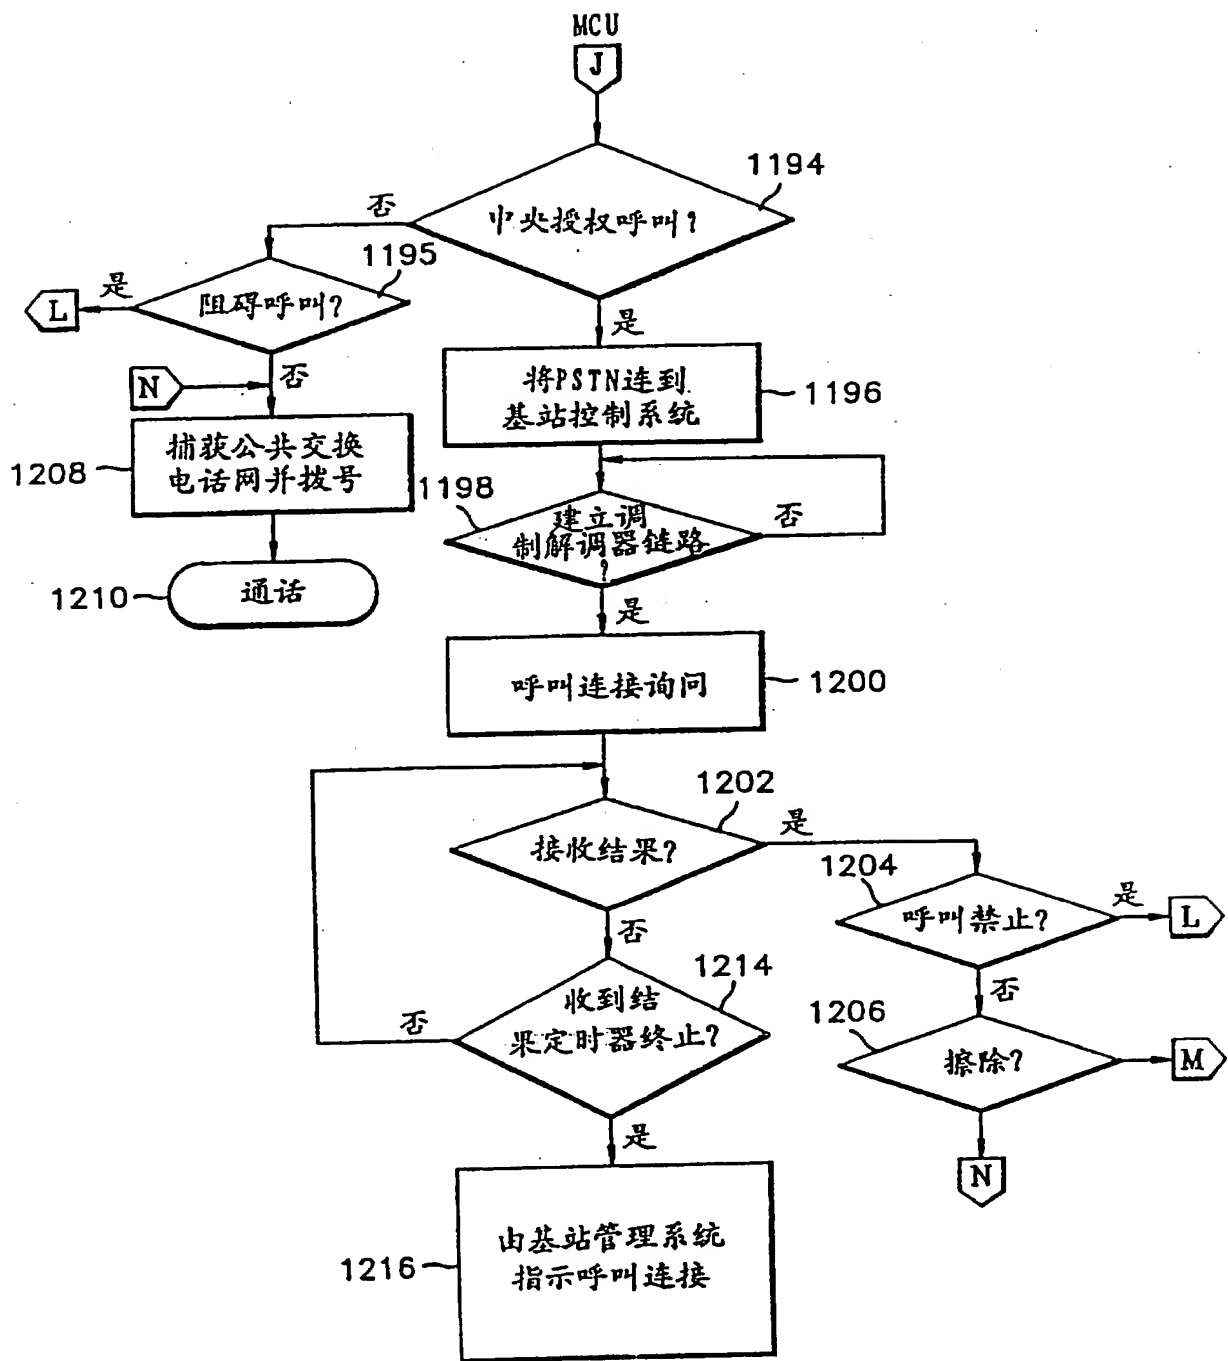 MCU
J
1194
否
中央授权呼叫?
1195
是
L
阻碍呼叫?
是
N
否
将PSTN连到
基站控制系统
1196
1208
捕获公共交换
电话网并拨号
1198
建立调
制解调器链路
?
否
1210
通话
是
呼叫连接询问
1200
1202
是
接收结果?
1204
是
呼叫禁止?
L
否
1214
收到结
果定时器终止?
否
否
1206
擦除?
M
是
N
由基站管理系统
指示呼叫连接
1216